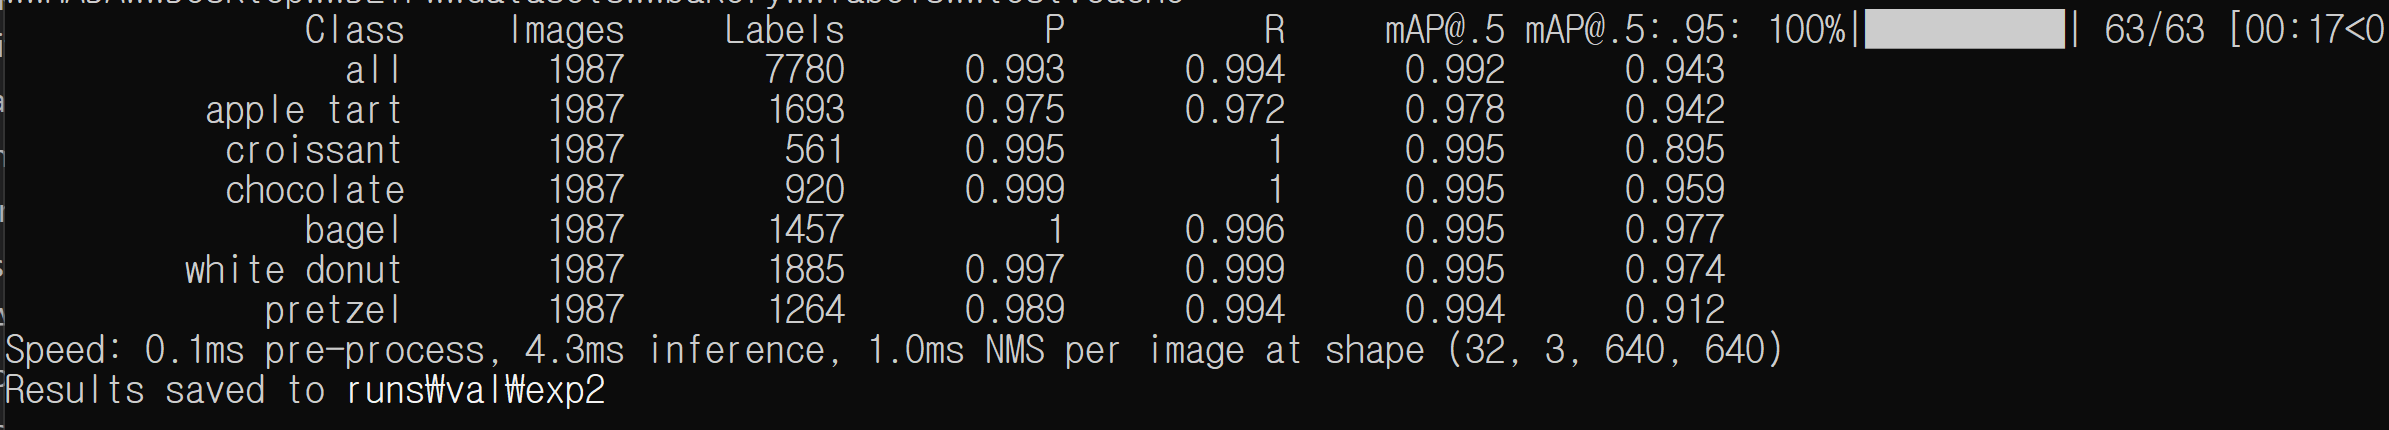 Class Images Labels P R mAP@.5 mAP@.5:.95: 100%|██████████| 63/63 [00:17<0
all 1987 7780 0.993 0.994 0.992 0.943
apple tart 1987 1693 0.975 0.972 0.978 0.942
croissant 1987 561 0.995 1 0.995 0.895
chocolate 1987 920 0.999 1 0.995 0.959
bagel 1987 1457 1 0.996 0.995 0.977
white donut 1987 1885 0.997 0.999 0.995 0.974
pretzel 1987 1264 0.989 0.994 0.994 0.912
Speed: 0.1ms pre-process, 4.3ms inference, 1.0ms NMS per image at shape (32, 3, 640, 640)
Results saved to runs₩val₩exp2